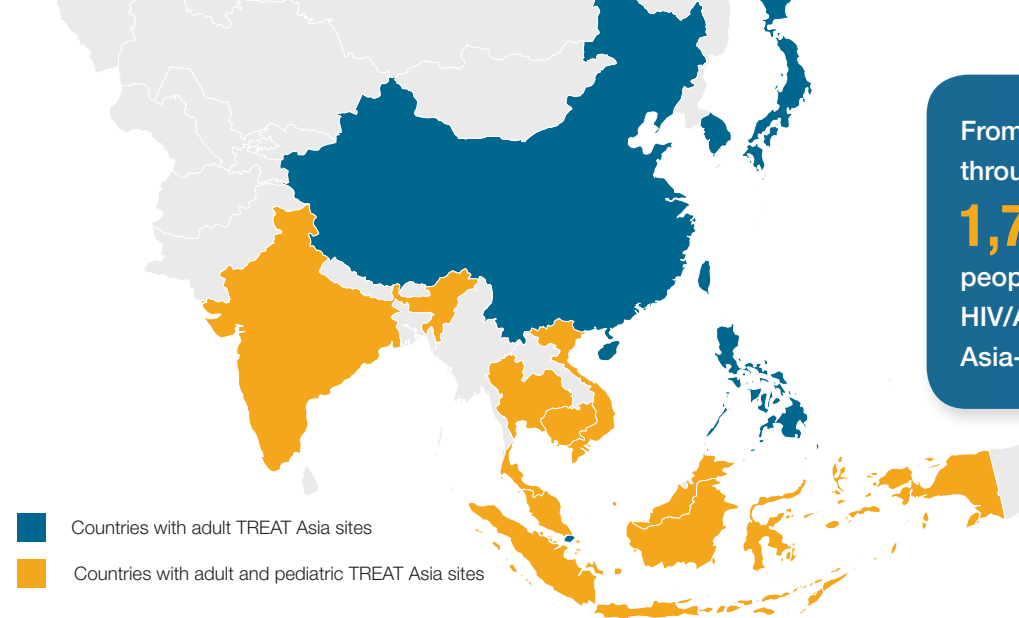 From
throu
1,7
peop
HIV/A
Asia-
Countries with adult TREAT Asia sites
Countries with adult and pediatric TREAT Asia sites